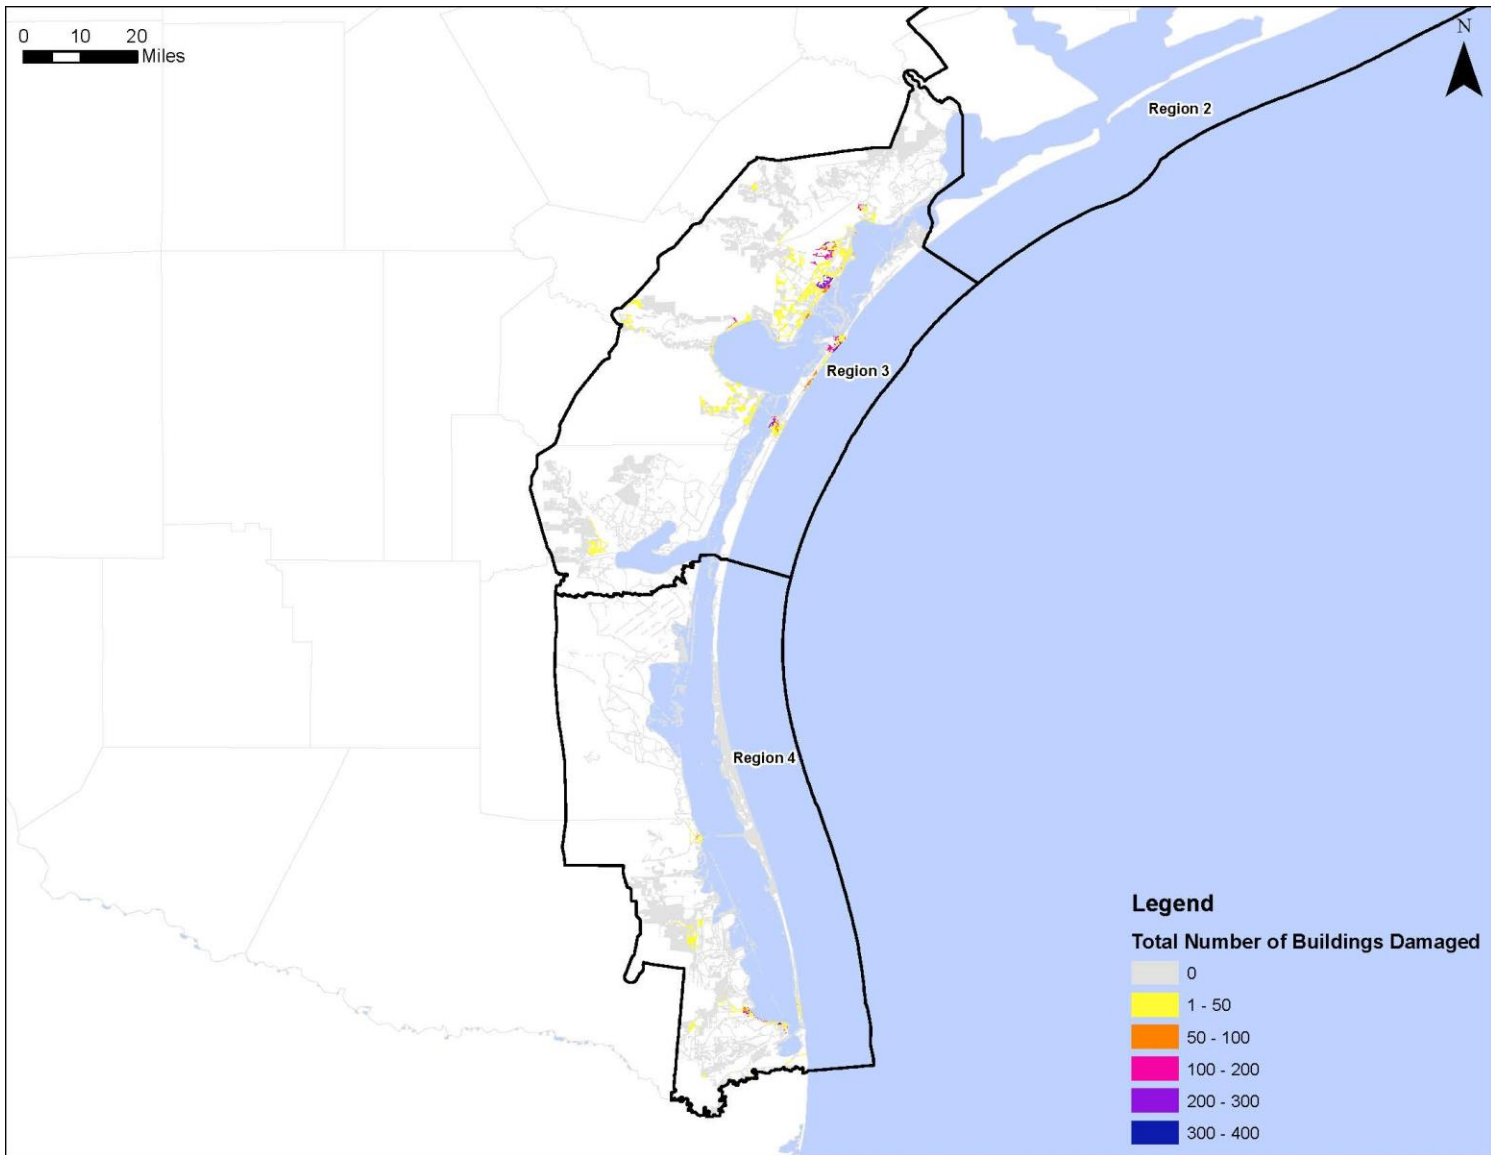 0 10 20
Miles
N
Region 2
Region 3
Region 4
Legend
Total Number of Buildings Damaged
0
1 - 50
50 - 100
100 - 200
200 - 300
300 - 400